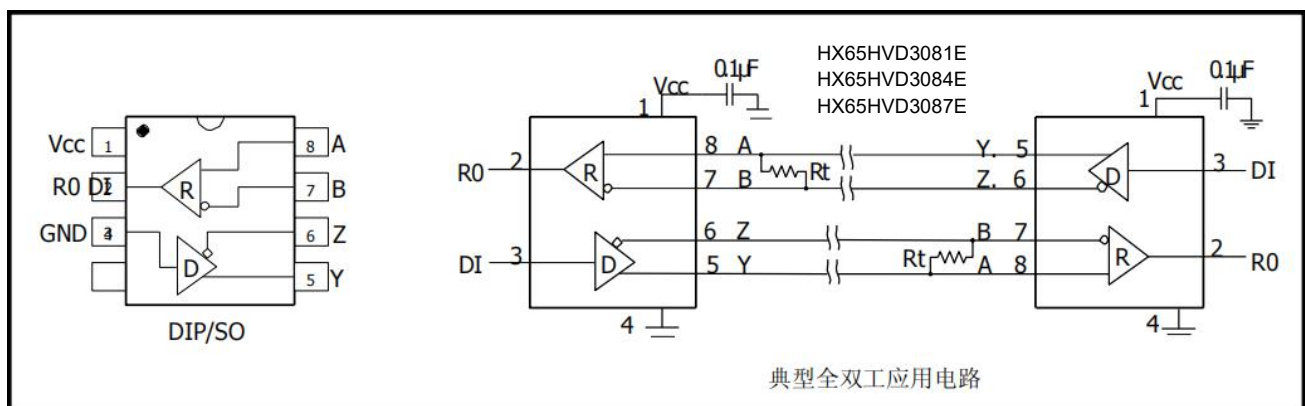 HX65HVD3081E
HX65HVD3084E
HX65HVD3087E
Vcc 1 8 A
R0 DI 2 R 7 B
GND 4 6 Z
D 5 Y
DIP/SO
Vcc 0.1μF
1
R0 2 R 8 A
7 B Rt
6 Z
DI 3 D 5 Y
4
Vcc 0.1μF
1
Y. 5 3 DI
Z. 6 D
B 7
Rt A 8 R 2 R0
4
典型全双工应用电路